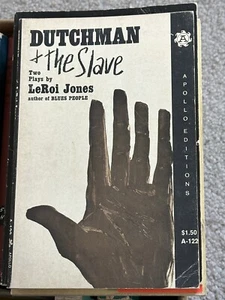 DUTCHMAN
+ the Slave
Two
Plays by
LeRoi Jones
author of BLUES PEOPLE
A
APOLLO EDITIONS
$1.50
A-122